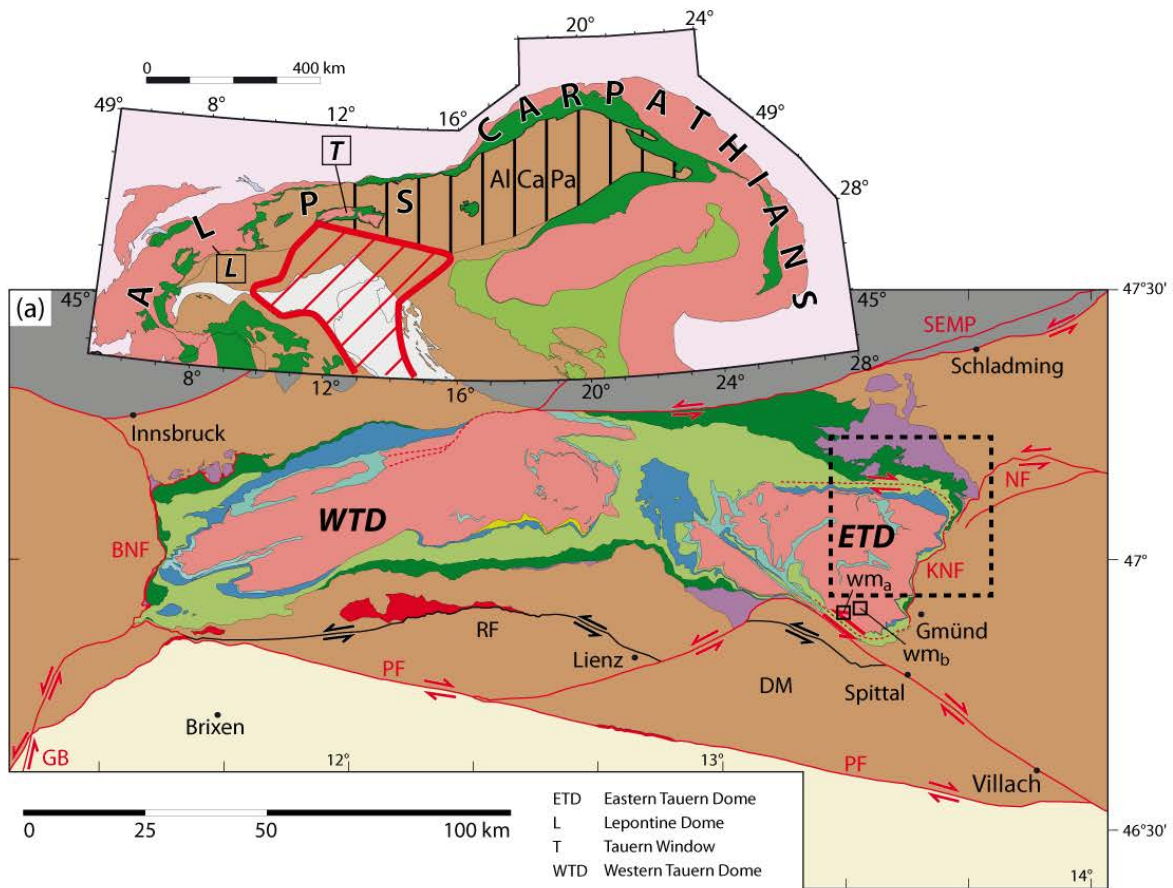 20°
24°
0 400 km
49°
8°
12°
16°
CARPATHIANS
49°
T
28°
Al Ca Pa
ALPS
L
(a)
45°
45°
47°30'
SEMP
8°
12°
16°
20°
24°
28°
Schladming
Innsbruck
NF
WTD
ETD
BNF
47°
KNF
wma
Gmünd
RF
wmb
Lienz
PF
DM
Spittal
Brixen
GB
12°
13°
PF
Villach
0 25 50 100 km
46°30'
ETD Eastern Tauern Dome
L Lepontine Dome
T Tauern Window
WTD Western Tauern Dome
14°